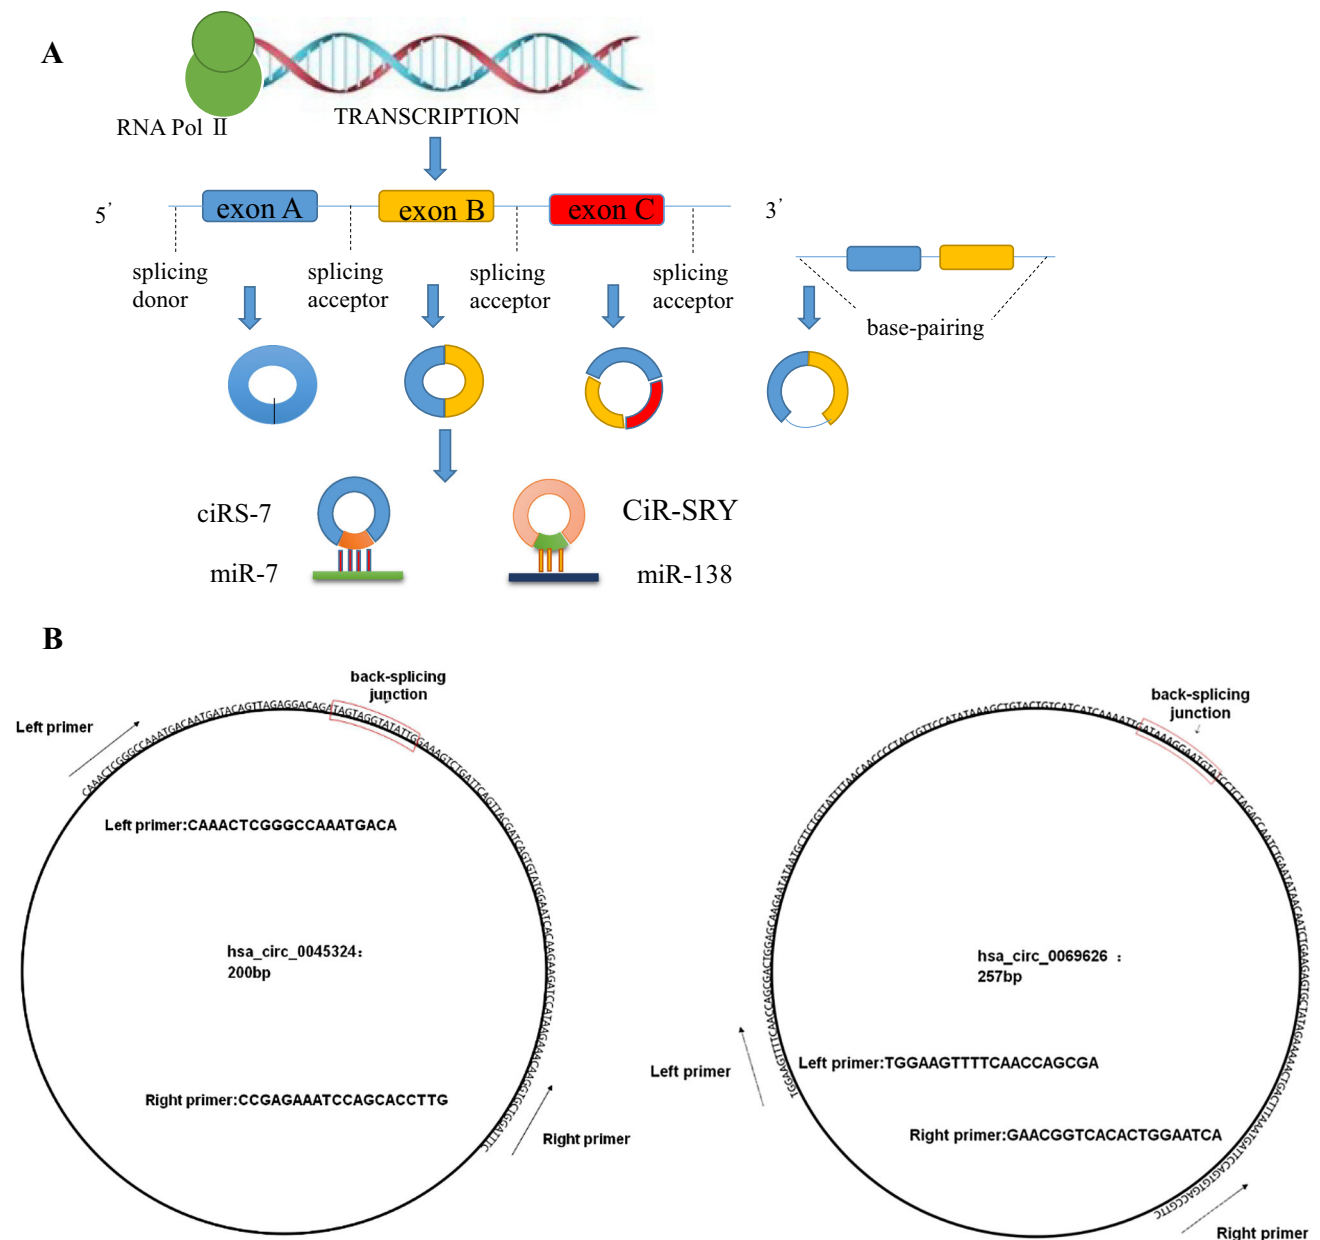 A
RNA Pol Ⅱ
TRANSCRIPTION
5’
exon A
exon B
exon C
3’
splicing
donor
splicing
acceptor
splicing
acceptor
splicing
acceptor
base-pairing
ciRS-7
CiR-SRY
miR-7
miR-138
B
back-splicing
junction
Left primer
Left primer:CAAACTCGGGCCAAATGACA
hsa_circ_0045324:
200bp
Right primer:CCGAGAAATCCAGCACCTTG
Right primer
back-splicing
junction
hsa_circ_0069626 :
257bp
Left primer
Left primer:TGGAAGTTTTCAACCAGCGA
Right primer:GAACGGTCACACTGGAATCA
Right primer